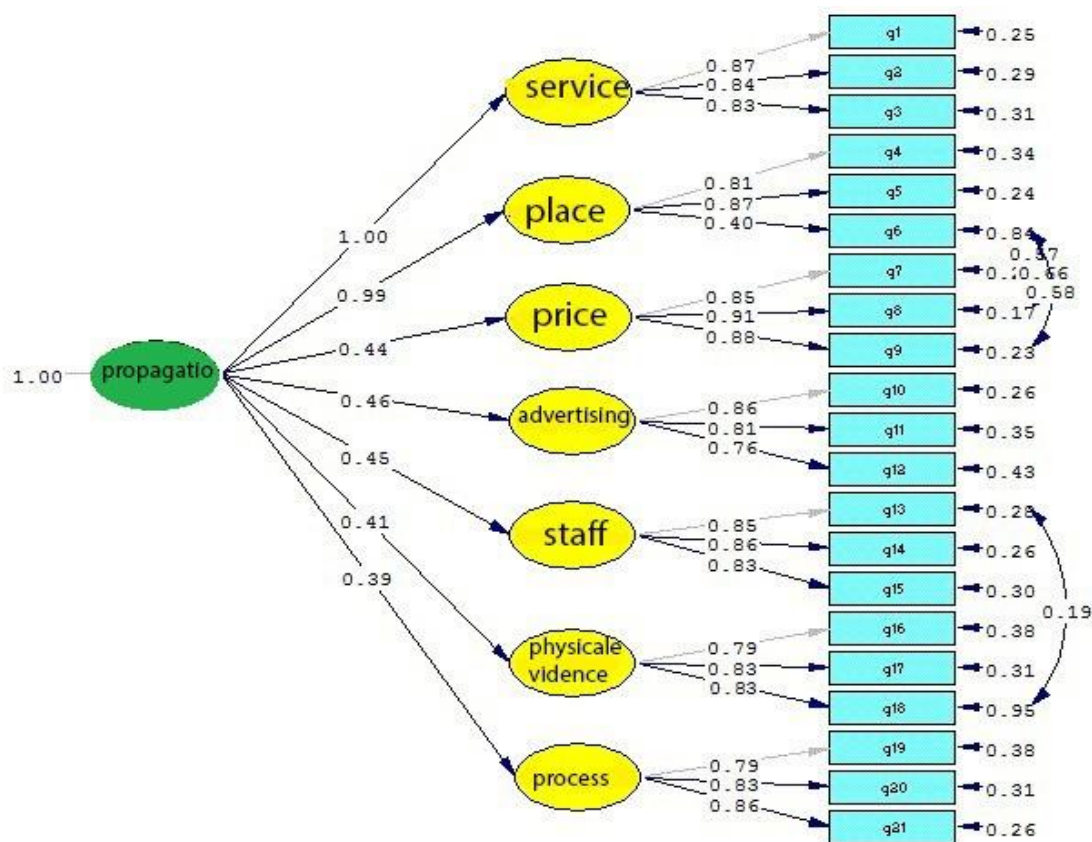 propagatio
1.00
1.00
0.99
0.44
0.46
0.45
0.41
0.39
service
place
price
advertising
staff
physicale
vidence
process
0.87
0.84
0.83
0.81
0.87
0.40
0.85
0.91
0.88
0.86
0.81
0.76
0.85
0.86
0.83
0.79
0.83
0.83
0.79
0.83
0.86
q1
q2
q3
q4
q5
q6
q7
q8
q9
q10
q11
q12
q13
q14
q15
q16
q17
q18
q19
q20
q21
0.25
0.29
0.31
0.34
0.24
0.84
0.17
0.23
0.26
0.35
0.43
0.28
0.26
0.30
0.38
0.31
0.95
0.38
0.31
0.26
0.66
0.58
0.19